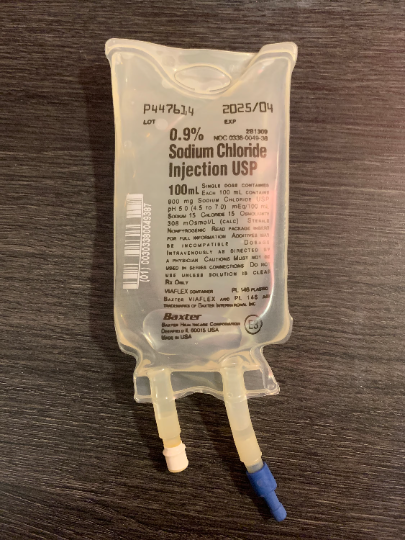 P447614 2025/04
LOT EXP
2B1309
0.9% NDC 0338-0049-38
Sodium Chloride
Injection USP
100mL SINGLE DOSE CONTAINER
EACH 100 mL CONTAINS
900 mg SODIUM CHLORIDE USP
pH 5.0 (4.5 TO 7.0) mEq/100 mL
SODIUM 15 CHLORIDE 15 OSMOLARITY
308 mOsmol/L (CALC) STERILE
NONPYROGENIC READ PACKAGE INSERT
FOR FULL INFORMATION ADDITIVES MAY
BE INCOMPATIBLE DOSAGE
INTRAVENOUSLY AS DIRECTED BY
A PHYSICIAN CAUTIONS MUST NOT BE
USED IN SERIES CONNECTIONS DO NOT
USE UNLESS SOLUTION IS CLEAR
RX ONLY
VIAFLEX CONTAINER PL 146 PLASTIC
BAXTER VIAFLEX AND PL 146 ARE
TRADEMARKS OF BAXTER INTERNATIONAL INC
Baxter
BAXTER HEALTHCARE CORPORATION
DEERFIELD IL 60015 USA
MADE IN USA